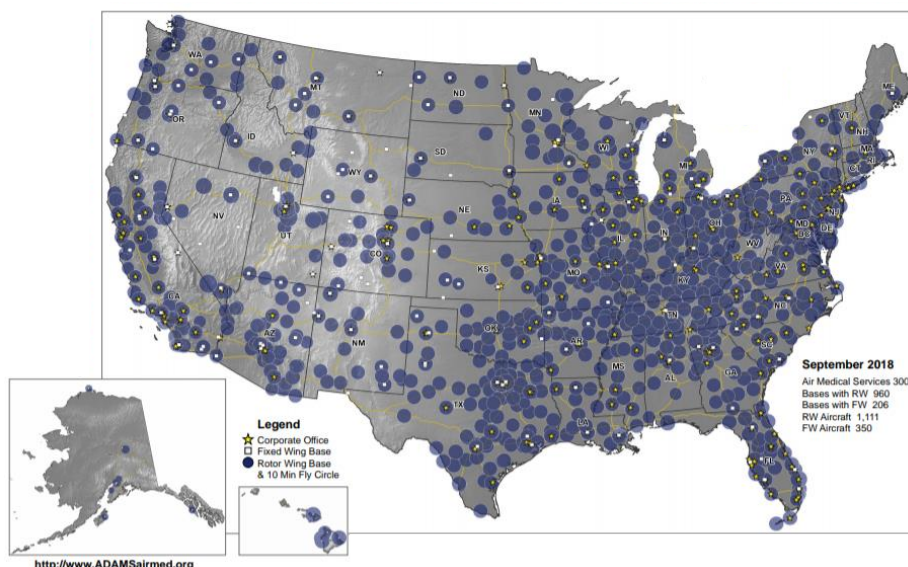 WA
MT
ND
MN
ME
OR
ID
SD
WI
MI
VT
NH
NY
MA
RI
CT
WY
NE
IA
PA
NJ
NV
UT
CO
IL
IN
OH
MD
DE
DC
WV
KS
MO
KY
VA
CA
AZ
NM
OK
AR
TN
NC
SC
TX
LA
MS
AL
GA
FL
September 2018
Air Medical Services 300
Bases with RW 960
Bases with FW 206
RW Aircraft 1,111
FW Aircraft 350
Legend
Corporate Office
Fixed Wing Base
Rotor Wing Base
& 10 Min Fly Circle
http://www.ADAMSairmed.org